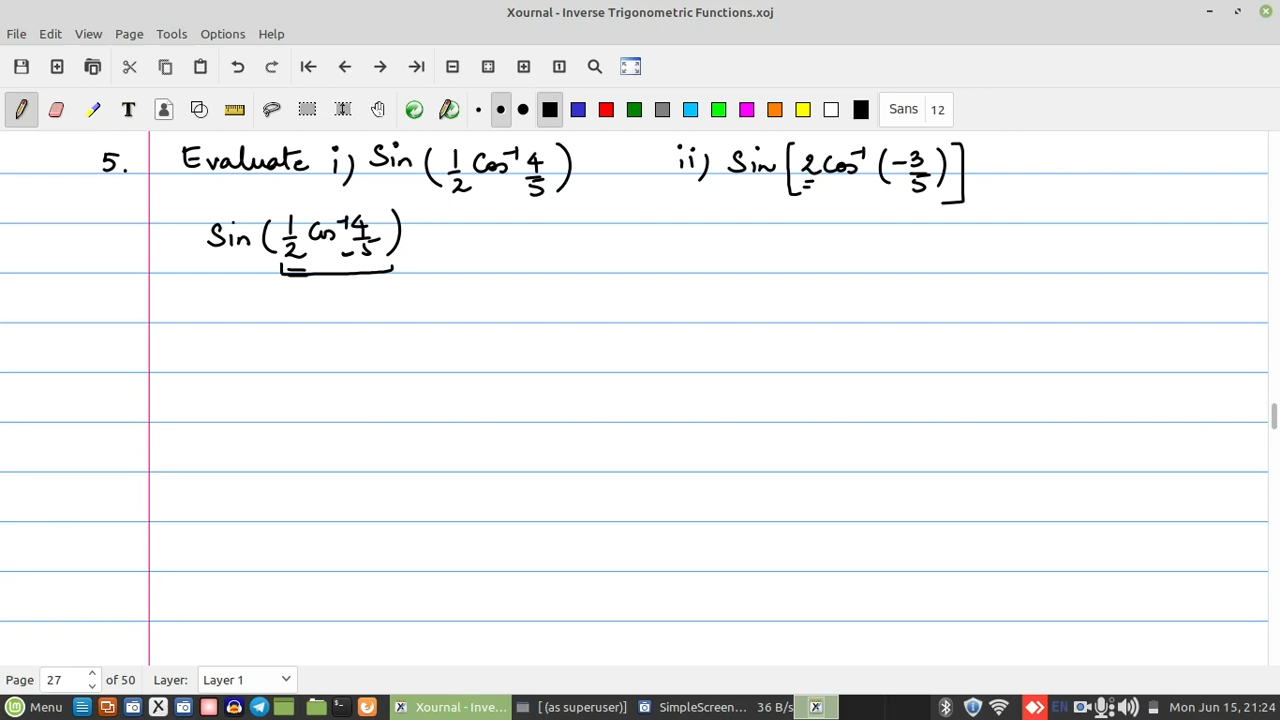 Xournal - Inverse Trigonometric Functions.xoj
File Edit View Page Tools Options Help
Sans 12
5. Evaluate i) Sin (1/2 Cos⁻¹ 4/5) ii) Sin [2 Cos⁻¹ (-3/5)]
Sin (1/2 Cos⁻¹ 4/5)
Page 27 of 50 Layer: Layer 1
Menu Xournal - Inve... [ (as superuser)] SimpleScreen... 36 B/s EN Mon Jun 15, 21:24